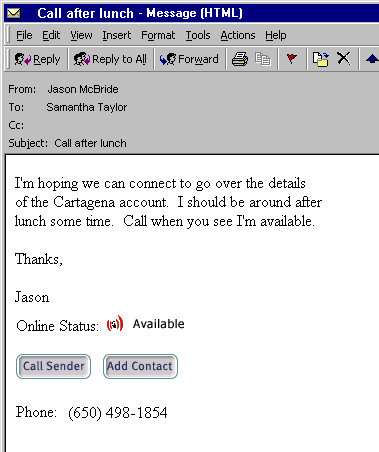 Call after lunch - Message (HTML)
File Edit View Insert Format Tools Actions Help
Reply Reply to All Forward
From: Jason McBride
To: Samantha Taylor
Cc:
Subject: Call after lunch
I'm hoping we can connect to go over the details
of the Cartagena account. I should be around after
lunch some time. Call when you see I'm available.
Thanks,
Jason
Online Status: Available
Call Sender Add Contact
Phone: (650) 498-1854